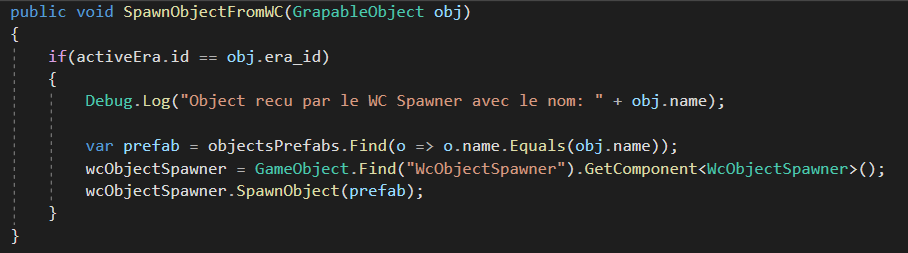 public void SpawnObjectFromWC(GrapableObject obj)
{
if(activeEra.id == obj.era_id)
{
Debug.Log("Object recu par le WC Spawner avec le nom: " + obj.name);
var prefab = objectsPrefabs.Find(o => o.name.Equals(obj.name));
wcObjectSpawner = GameObject.Find("WcObjectSpawner").GetComponent<WcObjectSpawner>();
wcObjectSpawner.SpawnObject(prefab);
}
}